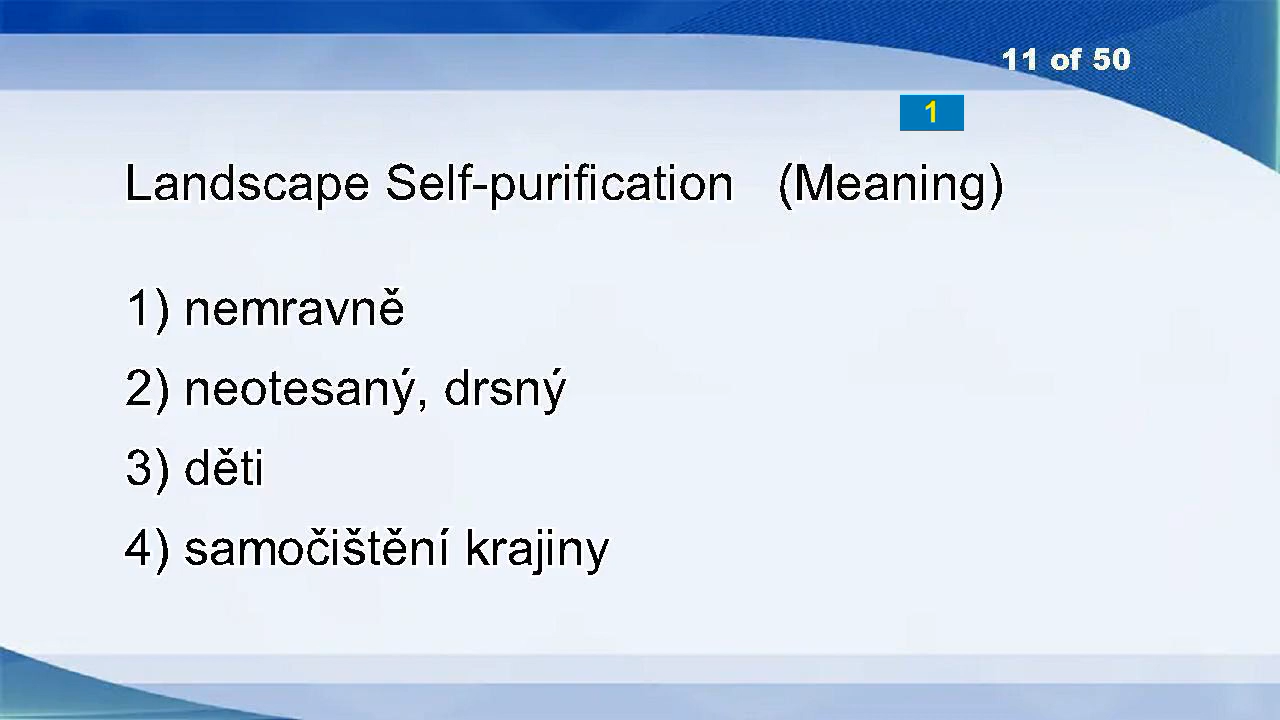 11 of 50
1
Landscape Self-purification (Meaning)
1) nemravně
2) neotesaný, drsný
3) děti
4) samočištění krajiny